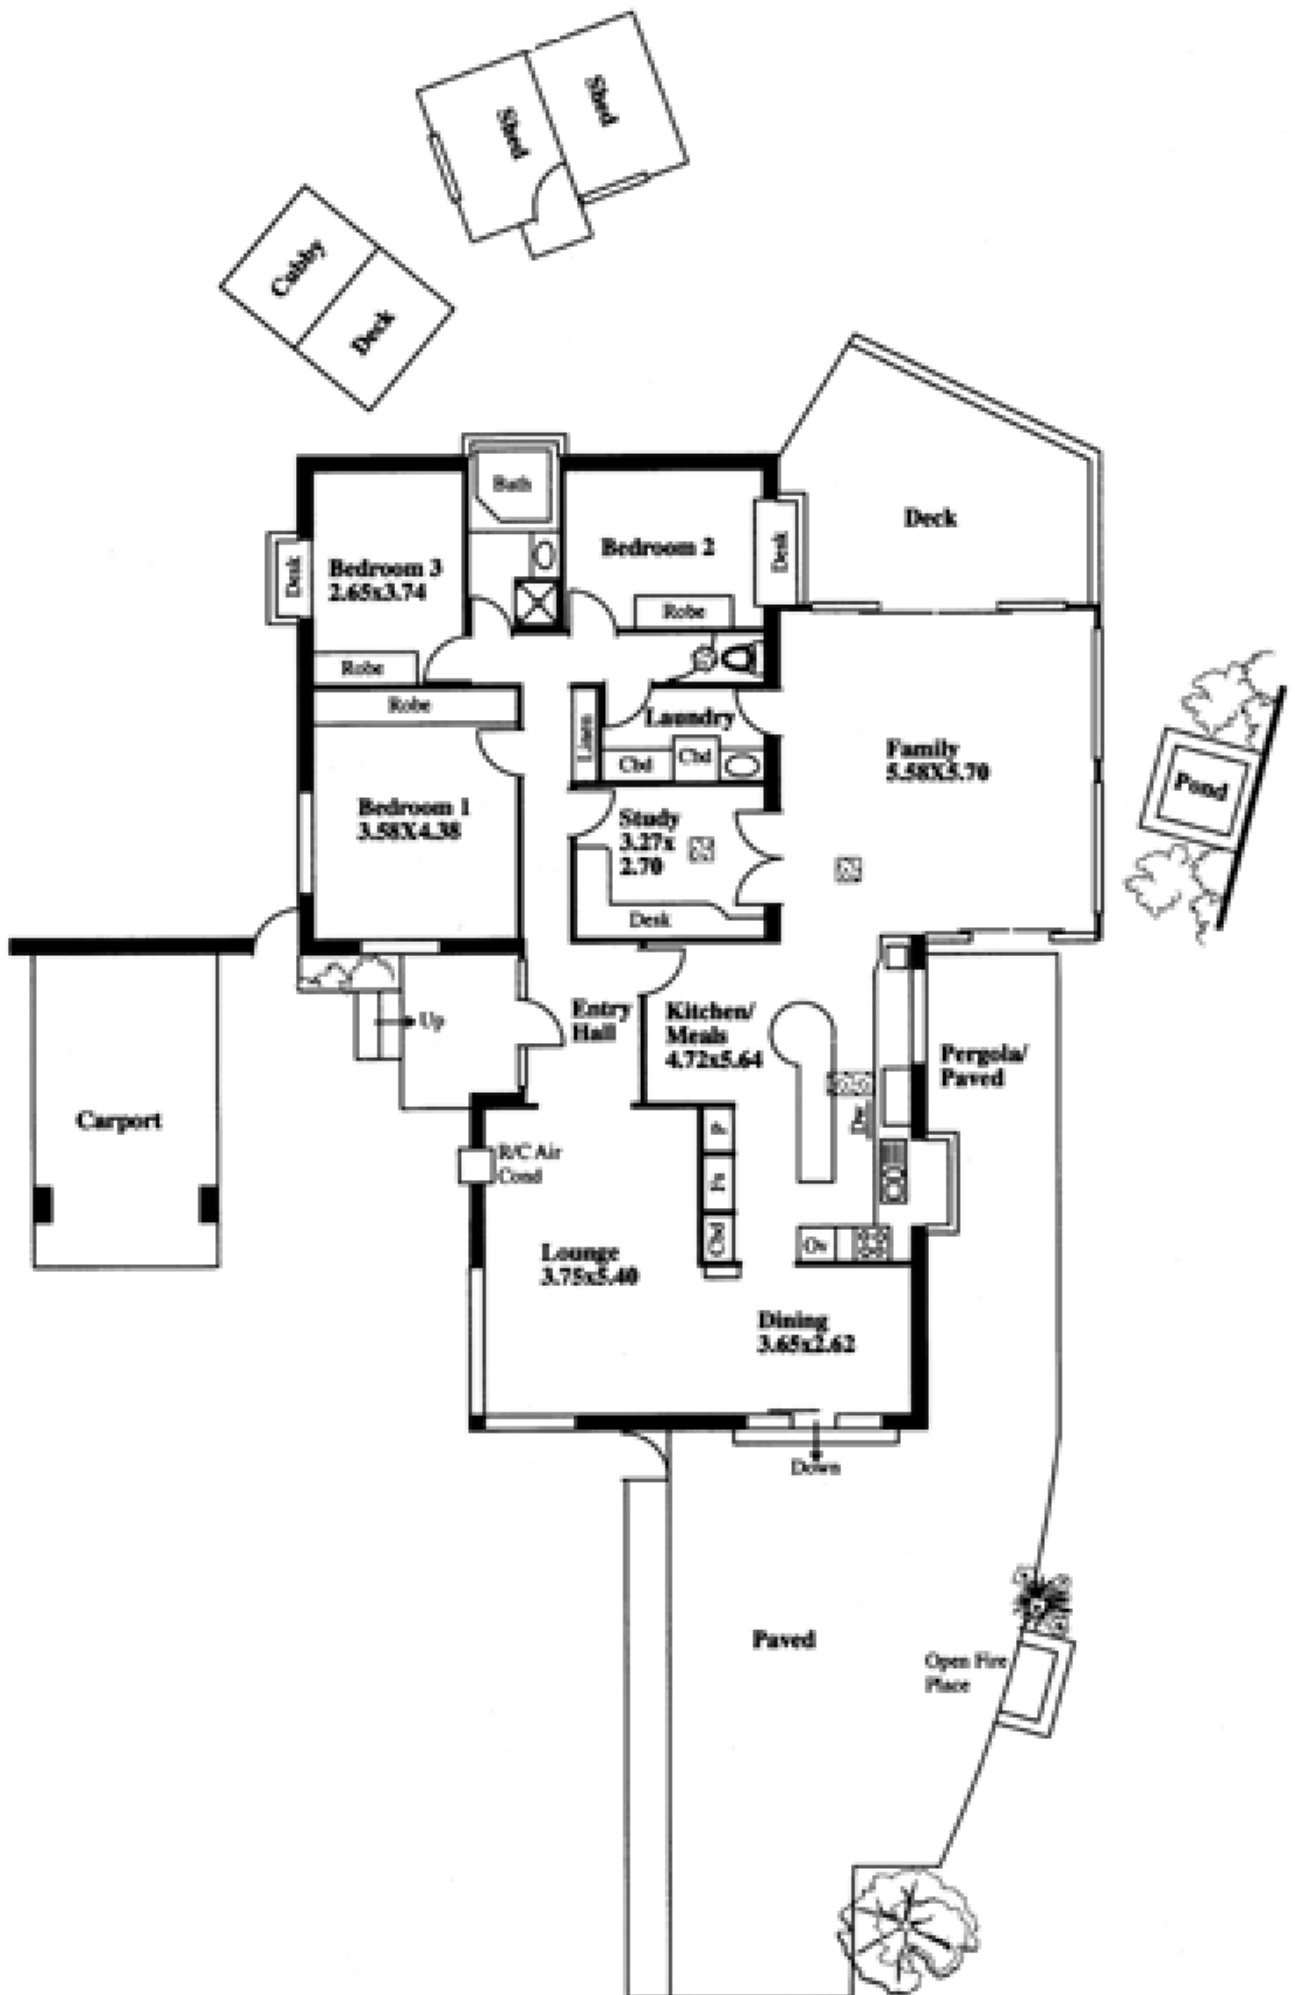 Shed
Shed
Cubby
Deck
Bath
Deck
Bedroom 2
Desk
Desk
Bedroom 3
2.65x3.74
Robe
Robe
Robe
Linen
Laundry
Cbd
Cbd
Family
5.58X5.70
Pond
Bedroom 1
3.58X4.38
Study
3.27x
2.70
Desk
Up
Entry
Hall
Kitchen/
Meals
4.72x5.64
Pergola/
Paved
Carport
Dw
R/C Air
Cond
Cbd
Ov
Lounge
3.75x5.40
Dining
3.65x2.62
Down
Paved
Open Fire
Place